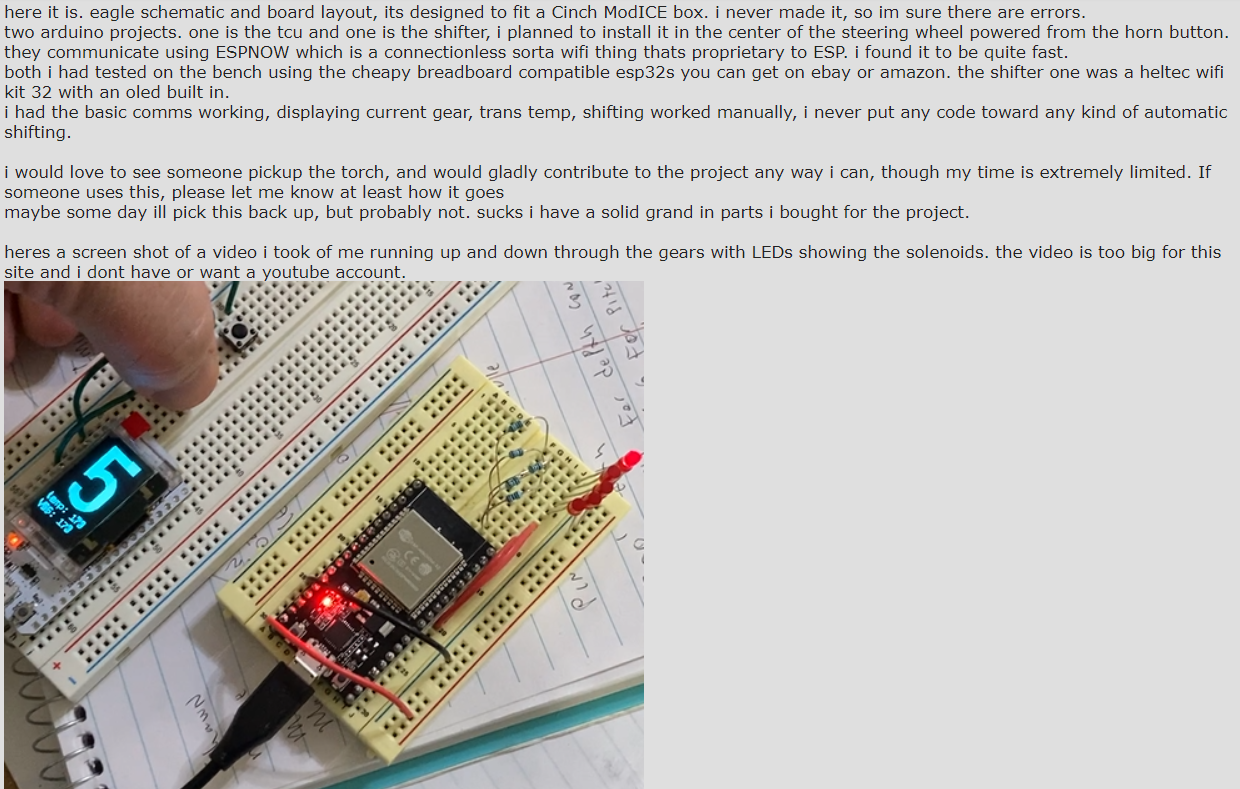 here it is. eagle schematic and board layout, its designed to fit a Cinch ModICE box. i never made it, so im sure there are errors.
two arduino projects. one is the tcu and one is the shifter, i planned to install it in the center of the steering wheel powered from the horn button.
they communicate using ESPNOW which is a connectionless sorta wifi thing thats proprietary to ESP. i found it to be quite fast.
both i had tested on the bench using the cheapy breadboard compatible esp32s you can get on ebay or amazon. the shifter one was a heltec wifi
kit 32 with an oled built in.
i had the basic comms working, displaying current gear, trans temp, shifting worked manually, i never put any code toward any kind of automatic
shifting.
i would love to see someone pickup the torch, and would gladly contribute to the project any way i can, though my time is extremely limited. If
someone uses this, please let me know at least how it goes
maybe some day ill pick this back up, but probably not. sucks i have a solid grand in parts i bought for the project.
heres a screen shot of a video i took of me running up and down through the gears with LEDs showing the solenoids. the video is too big for this
site and i dont have or want a youtube account.
5
For depth
CE
PIN